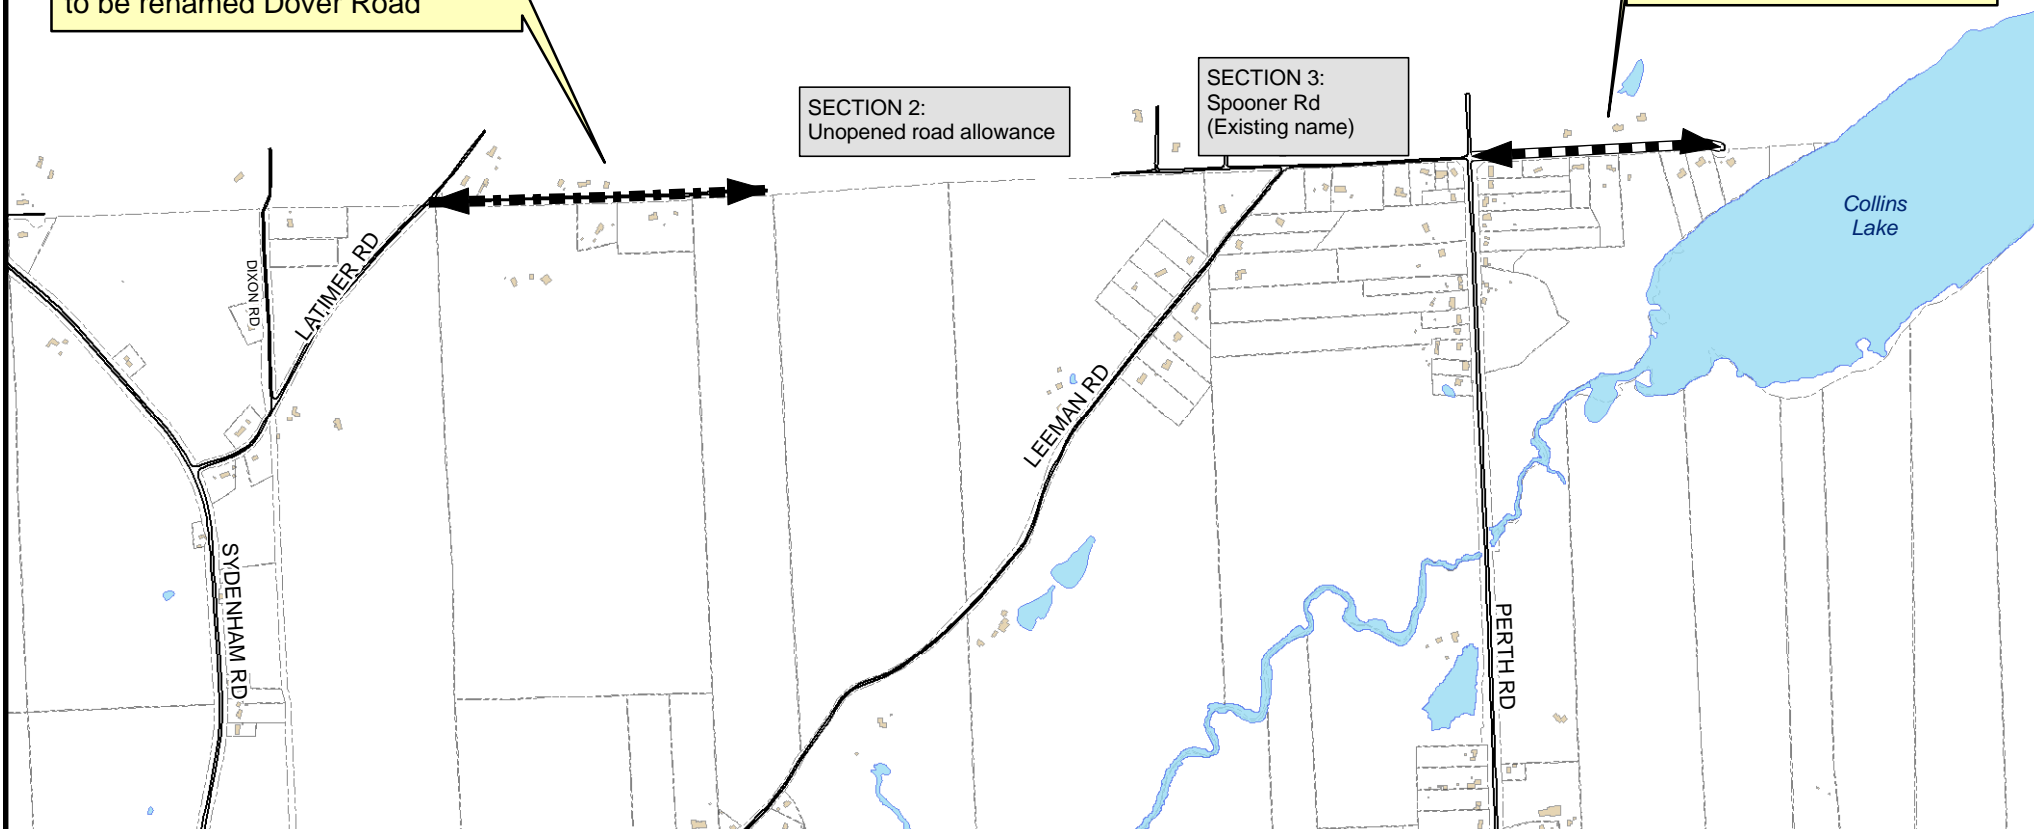 to be renamed Dover Road
SECTION 2:
Unopened road allowance
SECTION 3:
Spooner Rd
(Existing name)
Collins
Lake
DIXON RD
LATIMER RD
LEEMAN RD
SYDENHAM RD
PERTH RD